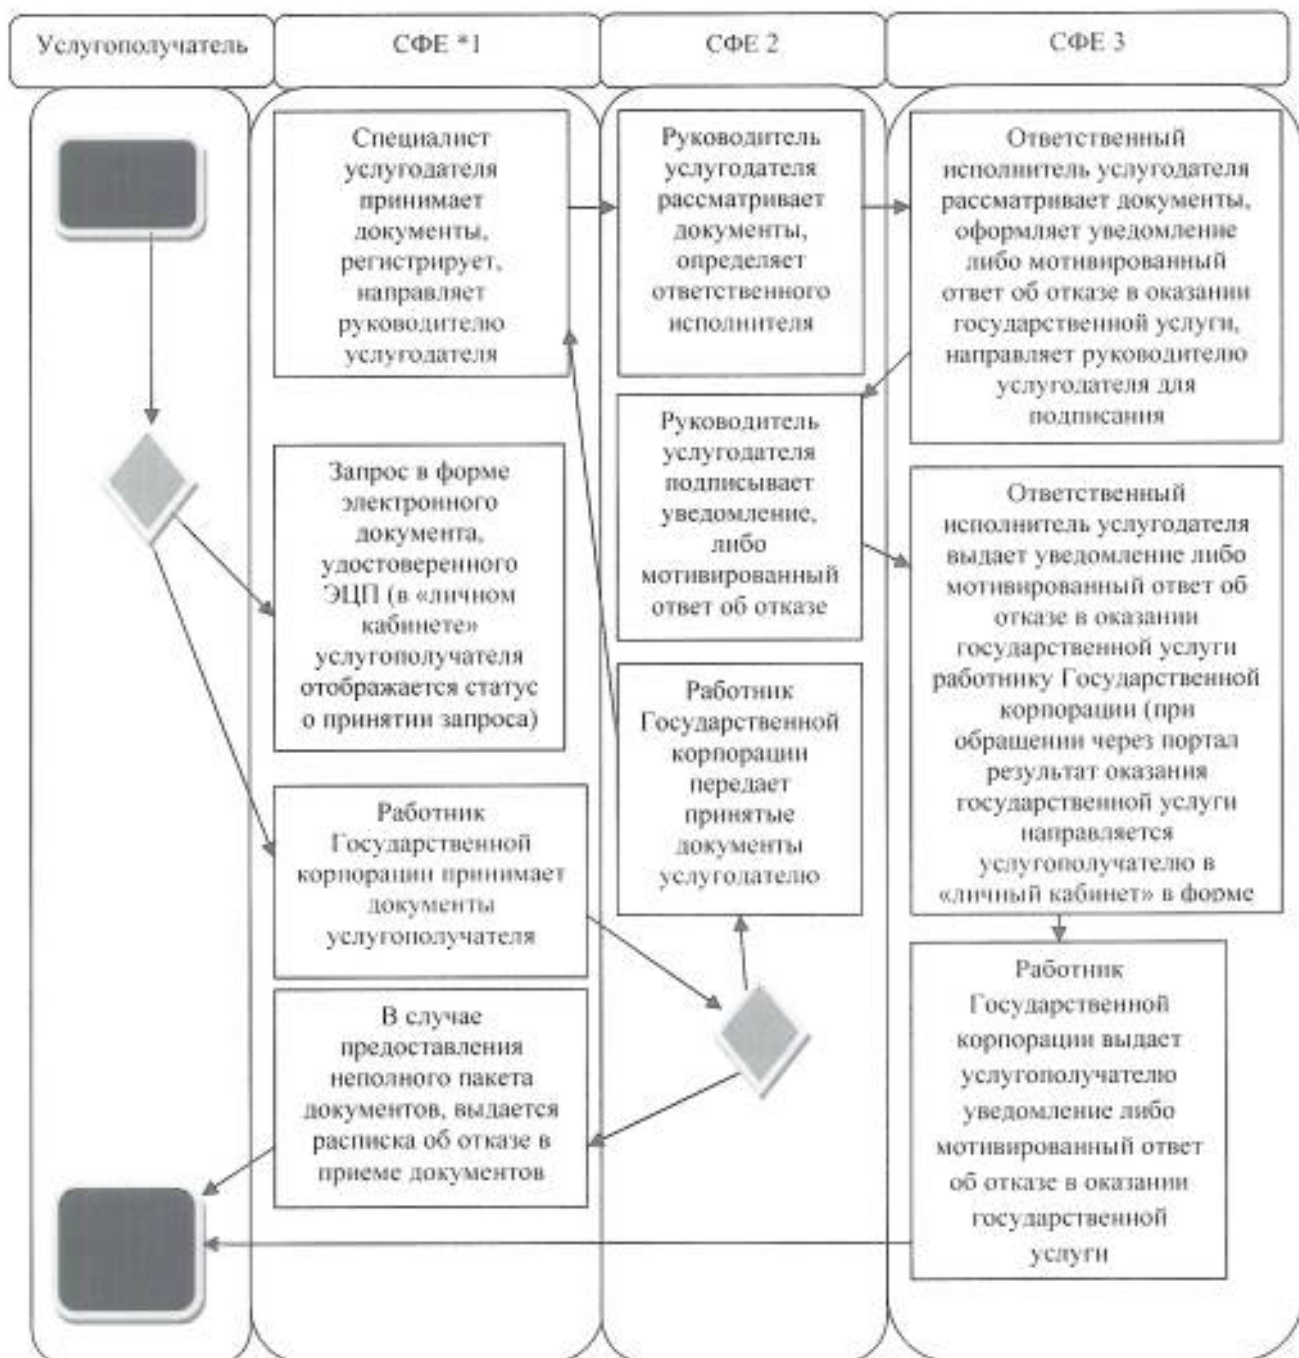 Услугополучатель
СФЕ *1
СФЕ 2
СФЕ 3
Специалист
услугодателя
принимает
документы,
регистрирует,
направляет
руководителю
услугодателя
Руководитель
услугодателя
рассматривает
документы,
определяет
ответственного
исполнителя
Ответственный
исполнитель услугодателя
рассматривает документы,
оформляет уведомление
либо мотивированный
ответ об отказе в оказании
государственной услуги,
направляет руководителю
услугодателя для
подписания
Запрос в форме
электронного
документа,
удостоверенного
ЭЦП (в «личном
кабинете»
услугополучателя
отображается статус
о принятии запроса)
Руководитель
услугодателя
подписывает
уведомление,
либо
мотивированный
ответ об отказе
Ответственный
исполнитель услугодателя
выдает уведомление либо
мотивированный ответ об
отказе в оказании
государственной услуги
работнику Государственной
корпорации (при
обращении через портал
результат оказания
государственной услуги
направляется
услугополучателю в
«личный кабинет» в форме
Работник
Государственной
корпорации принимает
документы
услугополучателя
Работник
Государственной
корпорации
передает
принятые
документы
услугодателю
В случае
предоставления
неполного пакета
документов, выдается
расписка об отказе в
приеме документов
Работник
Государственной
корпорации выдает
услугополучателю
уведомление либо
мотивированный ответ
об отказе в оказании
государственной
услуги